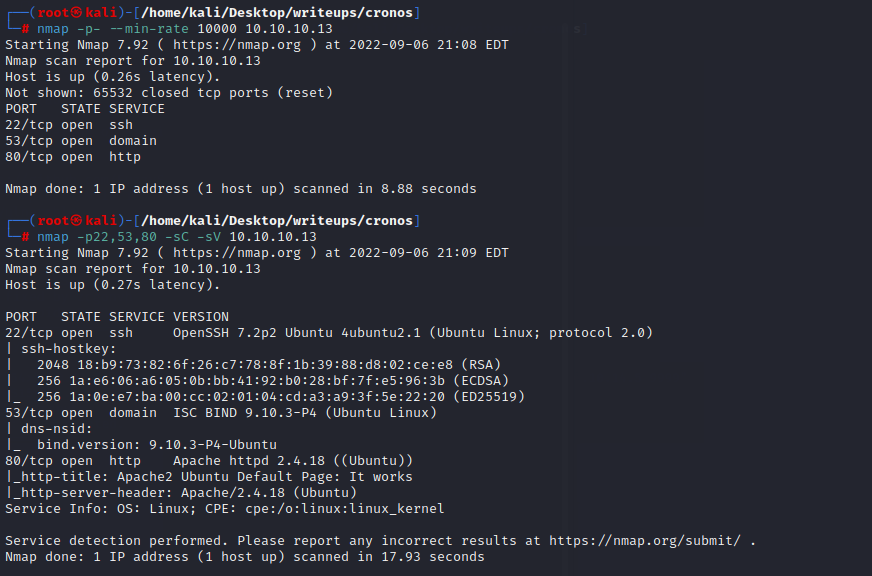 ┌──(root㉿kali)-[/home/kali/Desktop/writeups/cronos]
└─# nmap -p- --min-rate 10000 10.10.10.13
Starting Nmap 7.92 ( https://nmap.org ) at 2022-09-06 21:08 EDT
Nmap scan report for 10.10.10.13
Host is up (0.26s latency).
Not shown: 65532 closed tcp ports (reset)
PORT   STATE SERVICE
22/tcp open  ssh
53/tcp open  domain
80/tcp open  http
Nmap done: 1 IP address (1 host up) scanned in 8.88 seconds
┌──(root㉿kali)-[/home/kali/Desktop/writeups/cronos]
└─# nmap -p22,53,80 -sC -sV 10.10.10.13
Starting Nmap 7.92 ( https://nmap.org ) at 2022-09-06 21:09 EDT
Nmap scan report for 10.10.10.13
Host is up (0.27s latency).
PORT   STATE SERVICE VERSION
22/tcp open  ssh     OpenSSH 7.2p2 Ubuntu 4ubuntu2.1 (Ubuntu Linux; protocol 2.0)
| ssh-hostkey:
|   2048 18:b9:73:82:6f:26:c7:78:8f:1b:39:88:d8:02:ce:e8 (RSA)
|   256 1a:e6:06:a6:05:0b:bb:41:92:b0:28:bf:7f:e5:96:3b (ECDSA)
|_  256 1a:0e:e7:ba:00:cc:02:01:04:cd:a3:a9:3f:5e:22:20 (ED25519)
53/tcp open  domain  ISC BIND 9.10.3-P4 (Ubuntu Linux)
| dns-nsid:
|_  bind.version: 9.10.3-P4-Ubuntu
80/tcp open  http    Apache httpd 2.4.18 ((Ubuntu))
|_http-title: Apache2 Ubuntu Default Page: It works
|_http-server-header: Apache/2.4.18 (Ubuntu)
Service Info: OS: Linux; CPE: cpe:/o:linux:linux_kernel
Service detection performed. Please report any incorrect results at https://nmap.org/submit/ .
Nmap done: 1 IP address (1 host up) scanned in 17.93 seconds